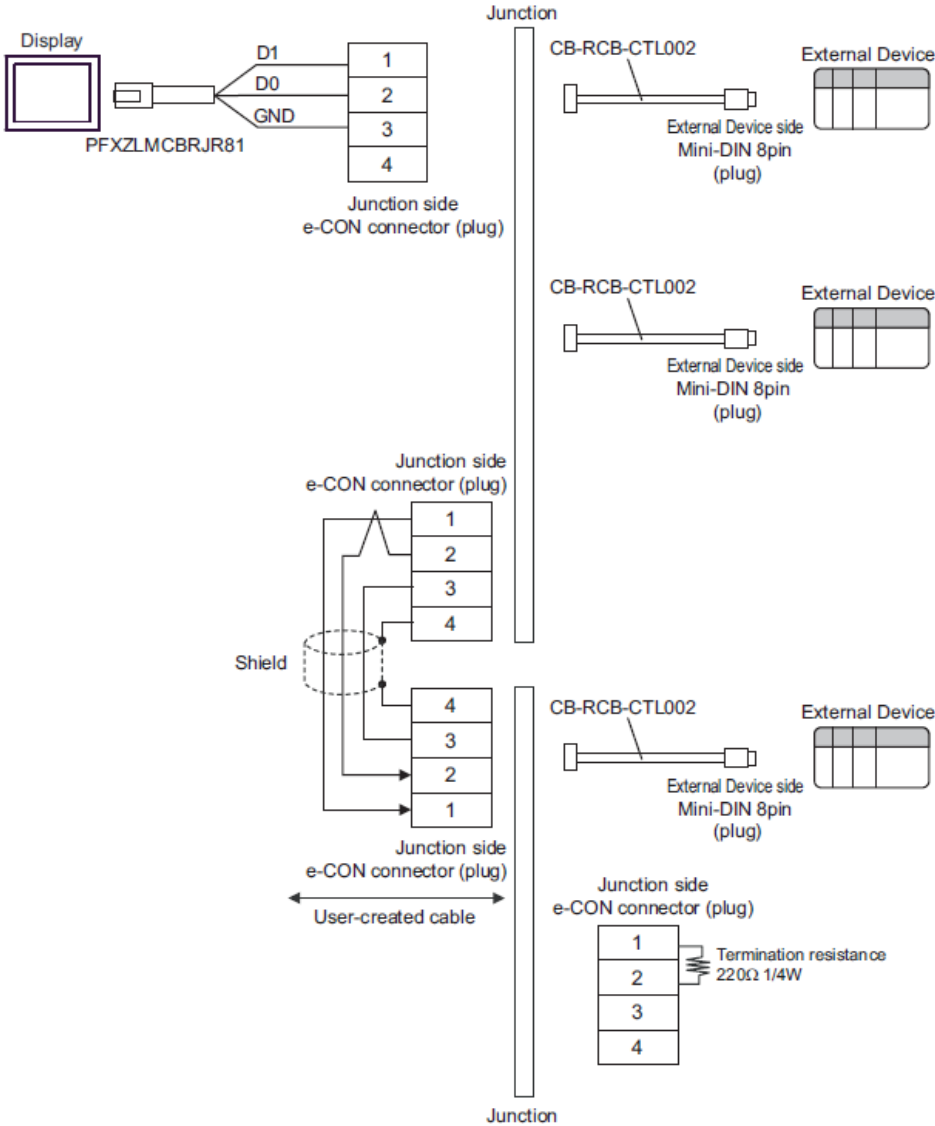 Junction
Display
D1
D0
GND
PFXZLMCBRJR81
1
2
3
4
Junction side
e-CON connector (plug)
CB-RCB-CTL002
External Device
External Device side
Mini-DIN 8pin
(plug)
CB-RCB-CTL002
External Device
External Device side
Mini-DIN 8pin
(plug)
Junction side
e-CON connector (plug)
1
2
3
4
Shield
4
3
2
1
Junction side
e-CON connector (plug)
User-created cable
CB-RCB-CTL002
External Device
External Device side
Mini-DIN 8pin
(plug)
Junction side
e-CON connector (plug)
1
2
3
4
Termination resistance
220Ω 1/4W
Junction